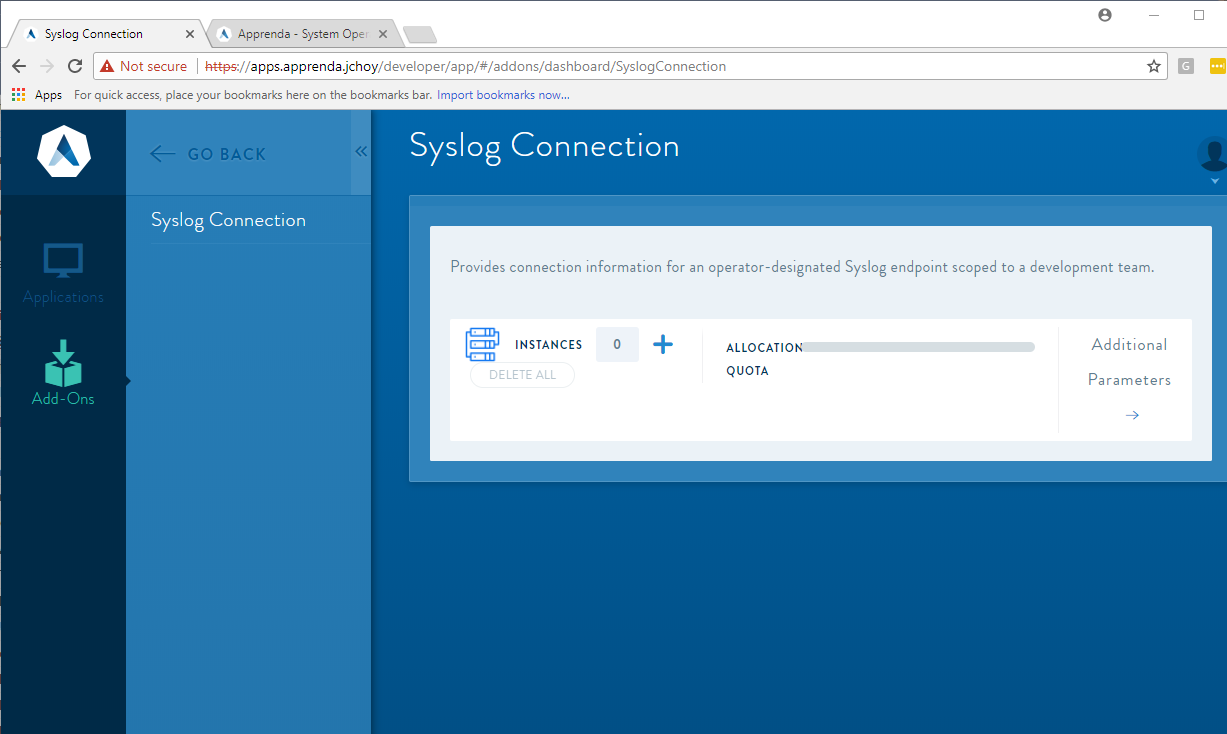 Syslog Connection
Apprenda - System Oper
Not secure https://apps.apprenda.jchoy/developer/app/#/addons/dashboard/SyslogConnection
G
Apps For quick access, place your bookmarks here on the bookmarks bar. Import bookmarks now...
GO BACK
Syslog Connection
Syslog Connection
Applications
Add-Ons
Provides connection information for an operator-designated Syslog endpoint scoped to a development team.
INSTANCES 0
DELETE ALL
ALLOCATION
QUOTA
Additional
Parameters